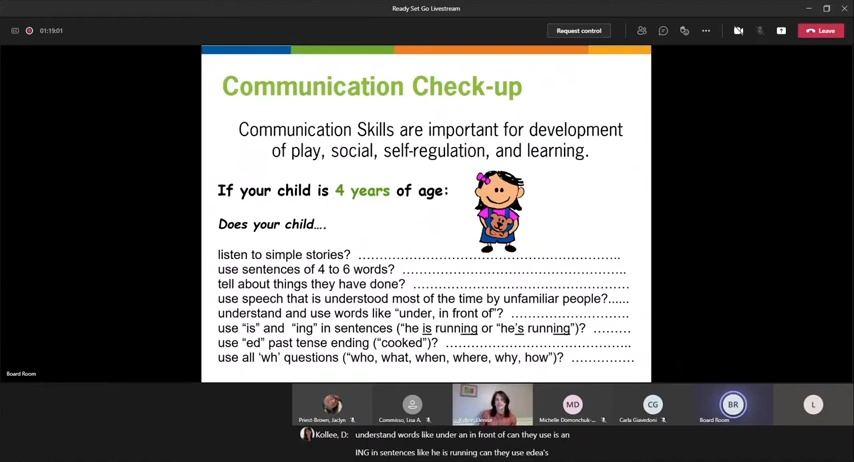 Ready Set Go Livestream
01:19:01
Request control
Leave
Communication Check-up
Communication Skills are important for development
of play, social, self-regulation, and learning.
If your child is 4 years of age:
Does your child….
listen to simple stories? ………………………………………………………..
use sentences of 4 to 6 words? ………………………………………………..
tell about things they have done? ………………………………………………
use speech that is understood most of the time by unfamiliar people?......
understand and use words like “under, in front of”? ………………………..
use “is” and “ing” in sentences (“he is running or “he’s running”)? ………
use “ed” past tense ending (“cooked”)? ……………………………………..
use all ‘wh’ questions (“who, what, when, where, why, how”)? ……………
Board Room
MD
CG
BR
L
Priest-Brown, Jaclyn
Commisso, Lisa A.
Michelle Domonchuk-...
Carla Giavedoni
Board Room
Kollee, D: understand words like under an in front of can they use is an
ING in sentences like he is running can they use edea's